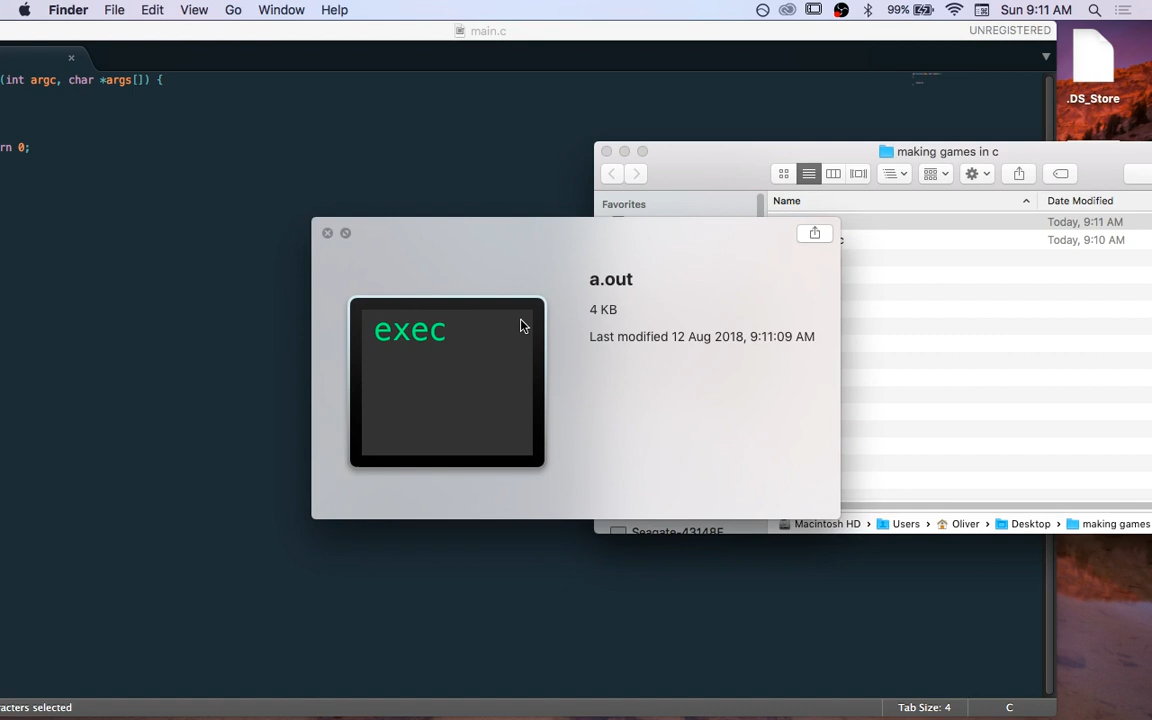 Finder File Edit View Go Window Help 99% Sun 9:11 AM
main.c UNREGISTERED
(int argc, char *args[]) {
rn 0;
.DS_Store
making games in c
Favorites Name Date Modified
Today, 9:11 AM
c Today, 9:10 AM
a.out
4 KB
Last modified 12 Aug 2018, 9:11:09 AM
exec
Macintosh HD Users Oliver Desktop making games
Seagate-43148F
acters selected Tab Size: 4 C